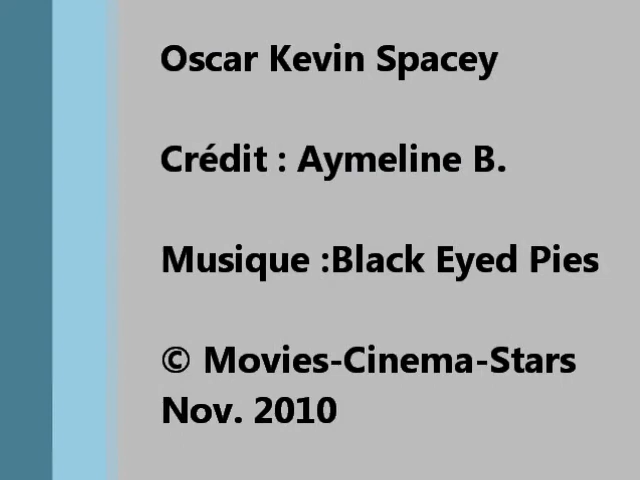 Oscar Kevin Spacey
Crédit : Aymeline B.
Musique :Black Eyed Pies
© Movies-Cinema-Stars
Nov. 2010